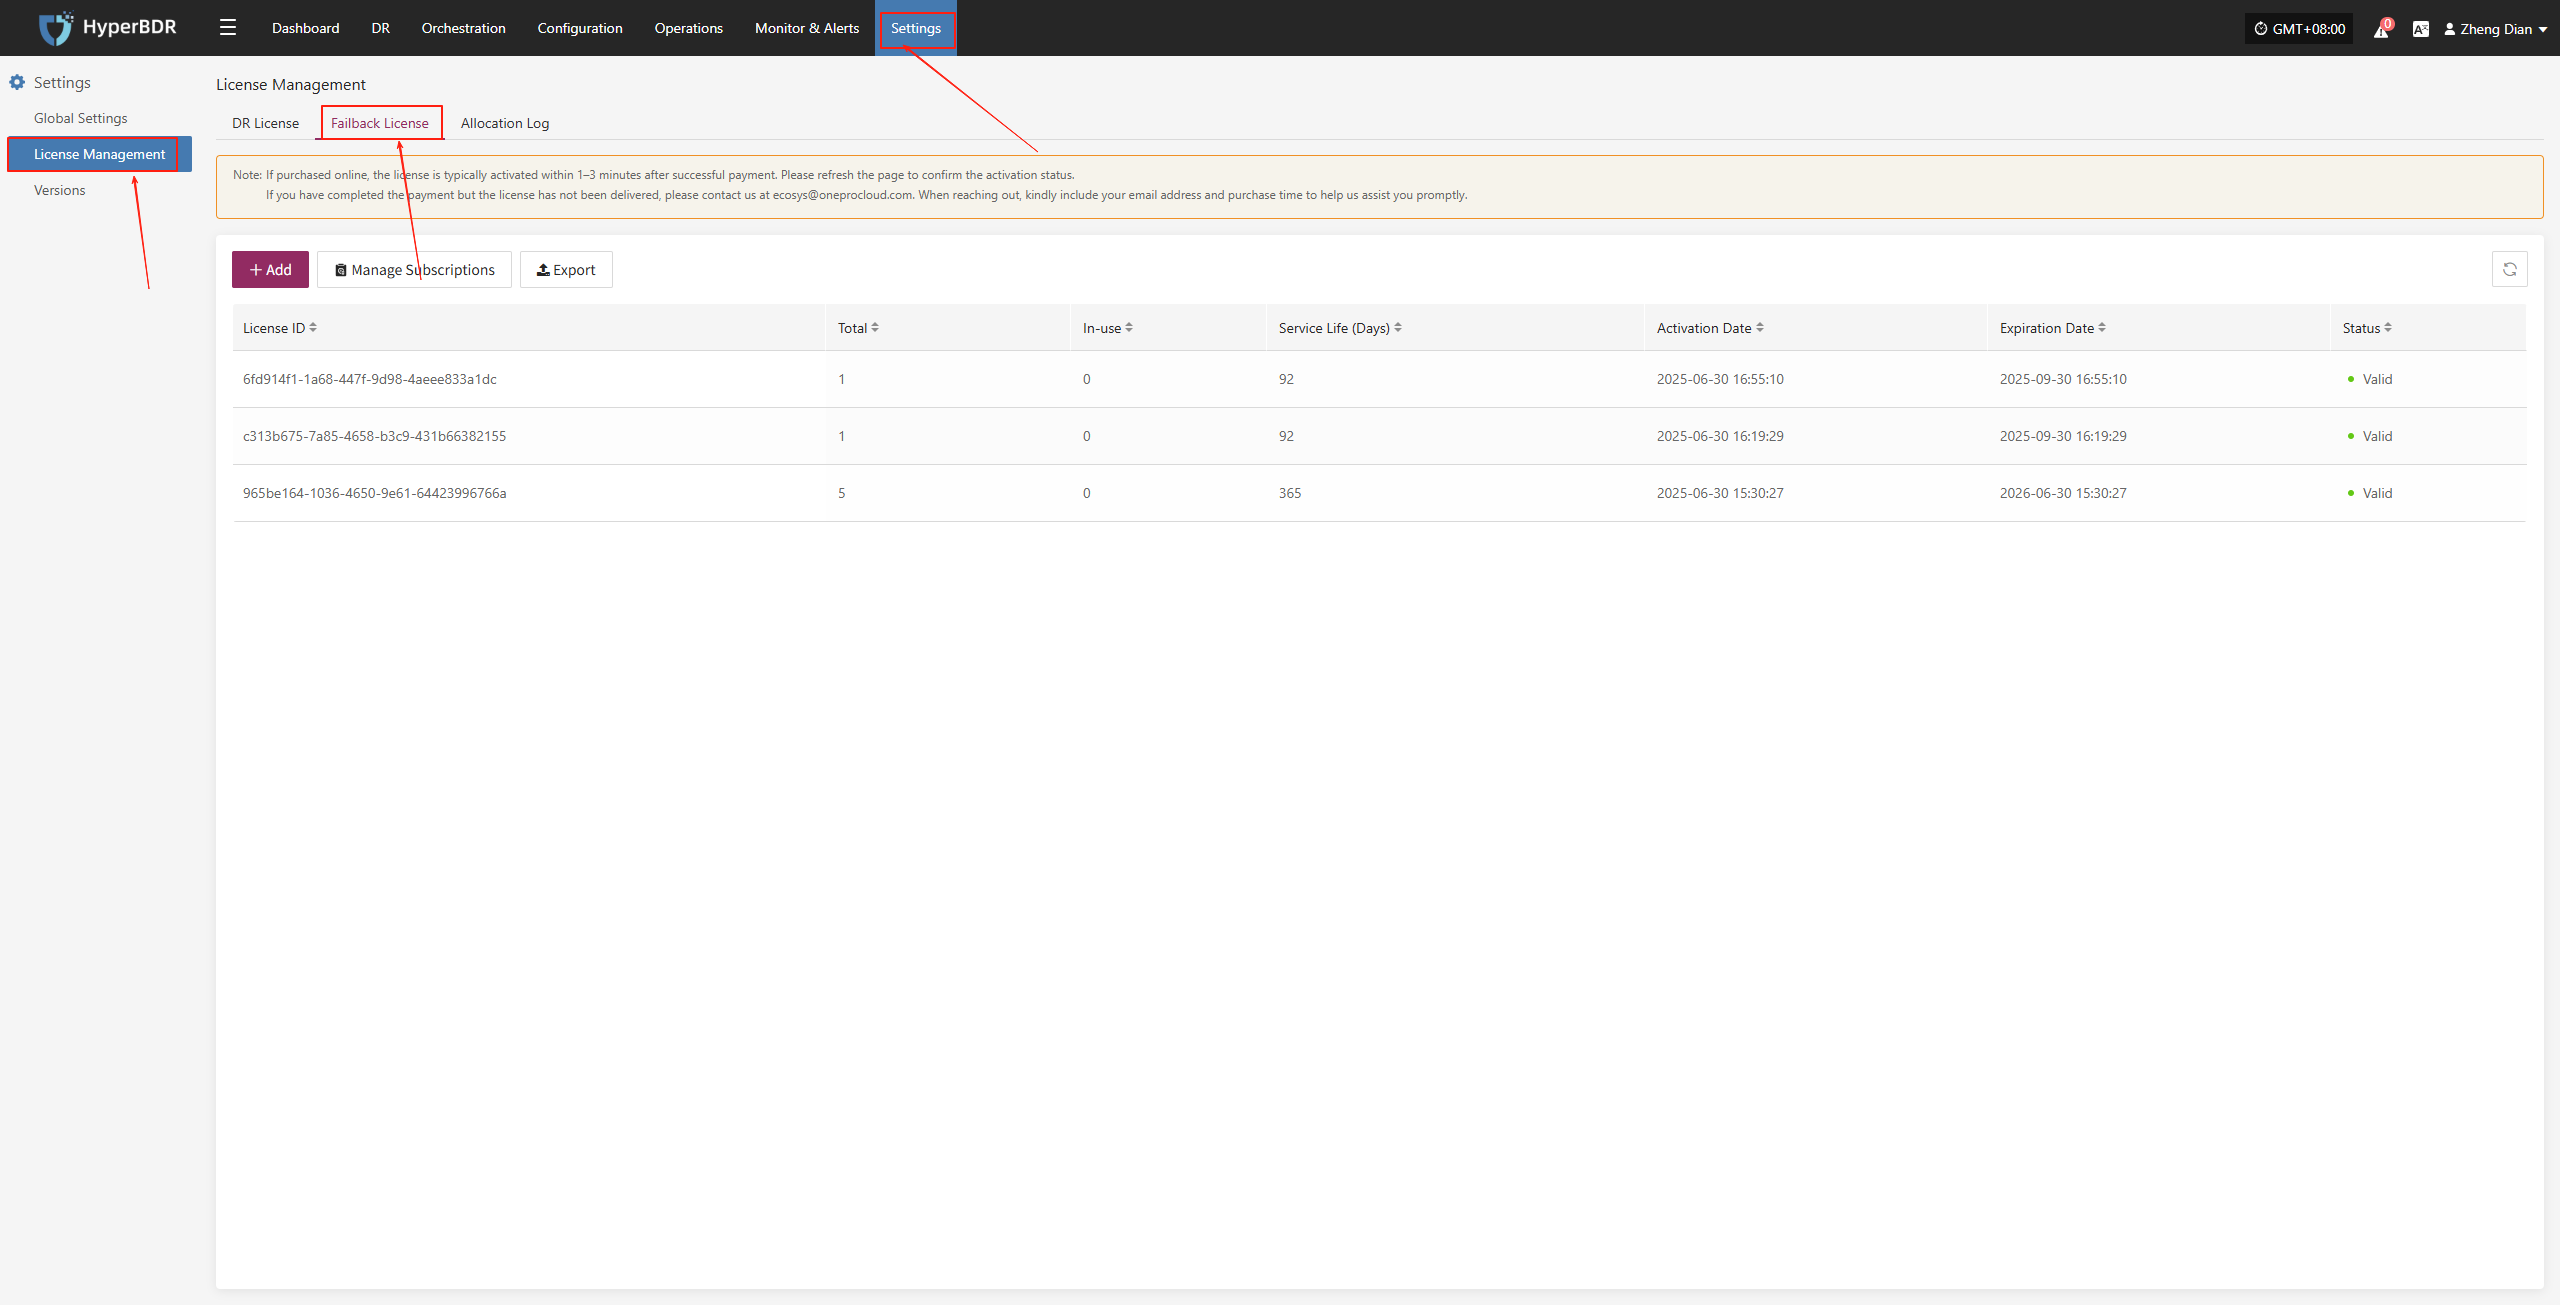 HyperBDR Dashboard DR Orchestration Configuration Operations Monitor & Alerts Settings GMT+08:00 0 Zheng Dian
Settings
Global Settings
License Management
Versions
License Management
DR License Failback License Allocation Log
Note: If purchased online, the license is typically activated within 1–3 minutes after successful payment. Please refresh the page to confirm the activation status.
If you have completed the payment but the license has not been delivered, please contact us at ecosys@oneprocloud.com. When reaching out, kindly include your email address and purchase time to help us assist you promptly.
Add Manage Subscriptions Export
License ID Total In-use Service Life (Days) Activation Date Expiration Date Status
6fd914f1-1a68-447f-9d98-4aeee833a1dc 1 0 92 2025-06-30 16:55:10 2025-09-30 16:55:10 Valid
c313b675-7a85-4658-b3c9-431b66382155 1 0 92 2025-06-30 16:19:29 2025-09-30 16:19:29 Valid
965be164-1036-4650-9e61-64423996766a 5 0 365 2025-06-30 15:30:27 2026-06-30 15:30:27 Valid